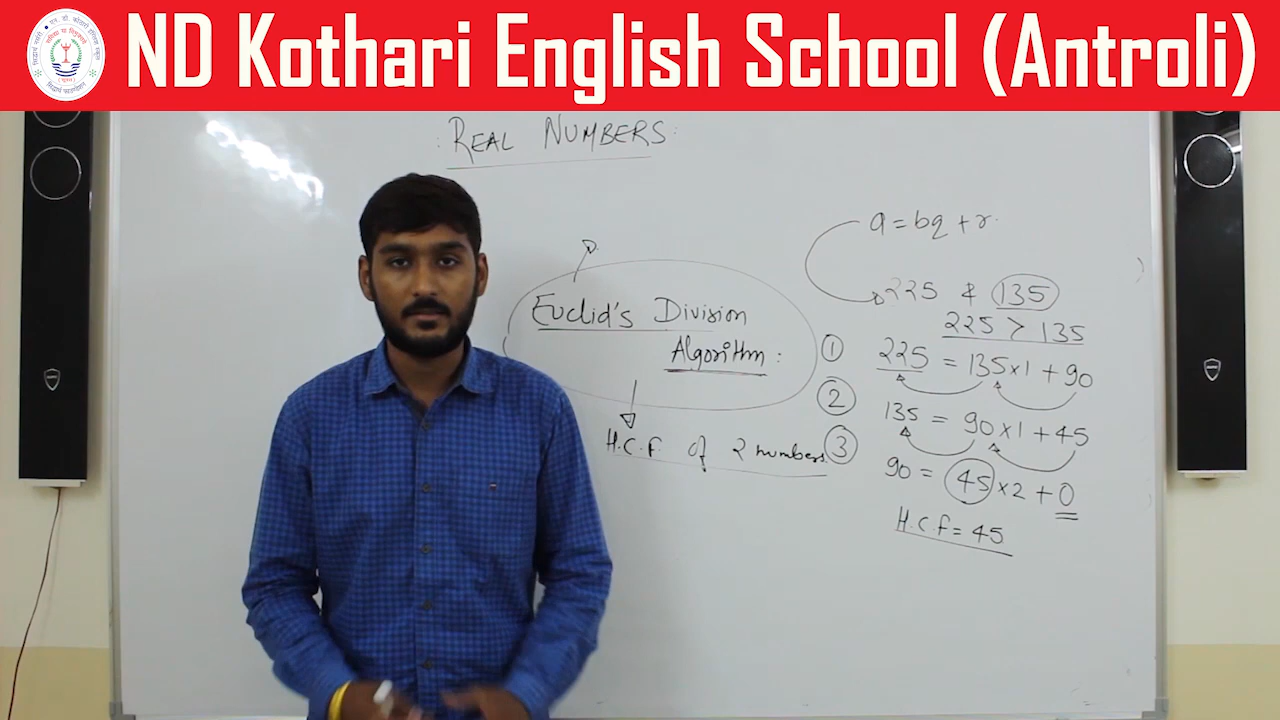 ND Kothari English School (Antroli)
: REAL NUMBERS :
a = bq + r.
225 & 135
225 > 135
Euclid's Division
Algorithm :
① 225 = 135×1 + 90
② 135 = 90×1 + 45
③ 90 = 45×2 + 0
H.C.F. of 2 numbers.
H.C.F = 45